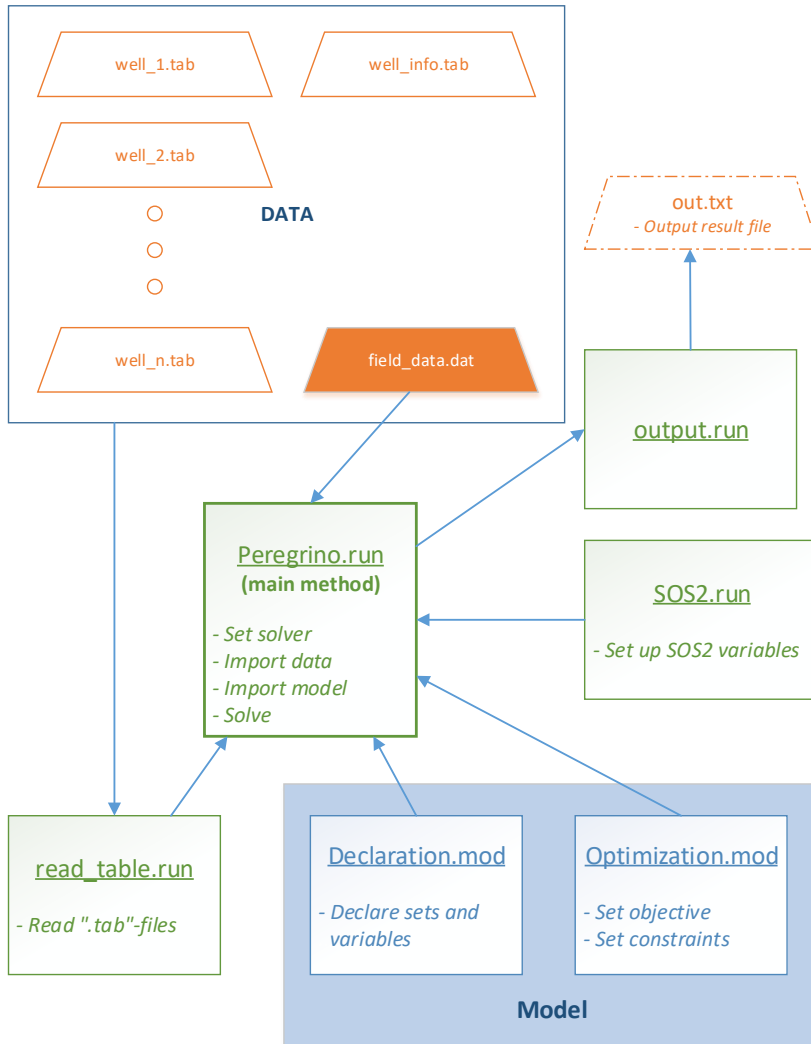 well_1.tab
well_info.tab
well_2.tab
DATA
well_n.tab
field_data.dat
out.txt
- Output result file
output.run
Peregrino.run
(main method)
- Set solver
- Import data
- Import model
- Solve
SOS2.run
- Set up SOS2 variables
read_table.run
- Read ".tab"-files
Declaration.mod
- Declare sets and
variables
Optimization.mod
- Set objective
- Set constraints
Model